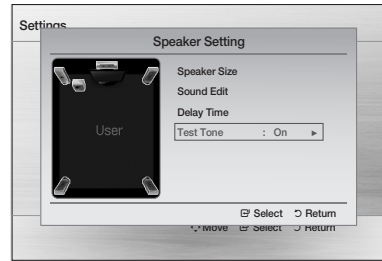 Settings
Speaker Setting
Speaker Size
Sound Edit
Delay Time
User
Test Tone : On ►
Select Return
Move Select Return